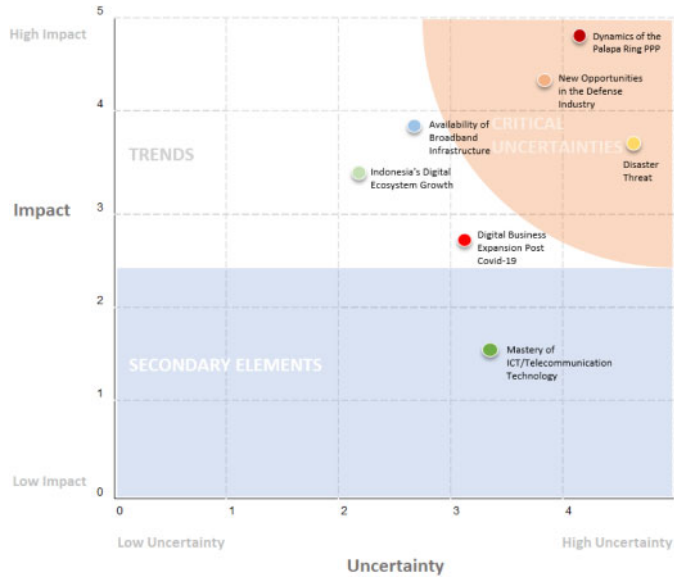 5
High Impact
Dynamics of the
Palapa Ring PPP
New Opportunities
in the Defense
Industry
4
Availability of
Broadband
Infrastructure
CRITICAL
UNCERTAINTIES
TRENDS
Indonesia's Digital
Ecosystem Growth
Disaster
Threat
3
Impact
Digital Business
Expansion Post
Covid-19
2
Mastery of
ICT/Telecommunication
Technology
SECONDARY ELEMENTS
1
Low Impact
0
0 1 2 3 4
Low Uncertainty
High Uncertainty
Uncertainty